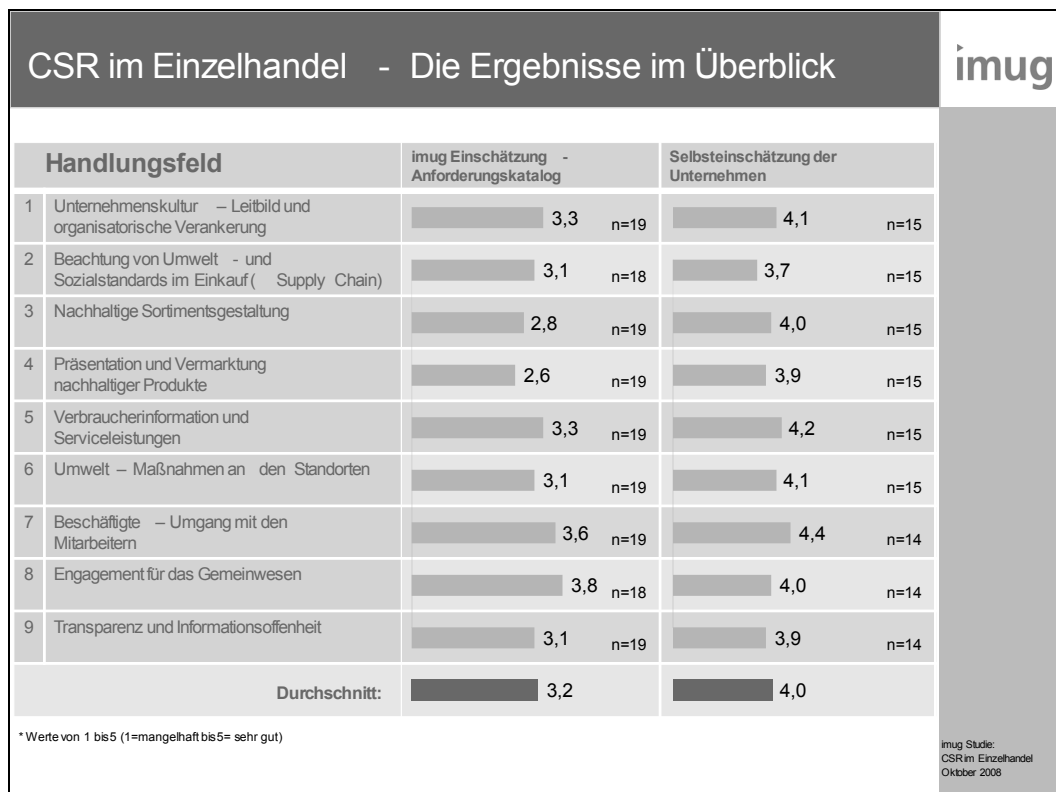 CSR im Einzelhandel - Die Ergebnisse im Überblick
imug
Handlungsfeld
imug Einschätzung -
Anforderungskatalog
Selbsteinschätzung der
Unternehmen
1 Unternehmenskultur – Leitbild und
organisatorische Verankerung
3,3 n=19
4,1 n=15
2 Beachtung von Umwelt - und
Sozialstandards im Einkauf ( Supply Chain)
3,1 n=18
3,7 n=15
3 Nachhaltige Sortimentsgestaltung
2,8 n=19
4,0 n=15
4 Präsentation und Vermarktung
nachhaltiger Produkte
2,6 n=19
3,9 n=15
5 Verbraucherinformation und
Serviceleistungen
3,3 n=19
4,2 n=15
6 Umwelt – Maßnahmen an den Standorten
3,1 n=19
4,1 n=15
7 Beschäftigte – Umgang mit den
Mitarbeitern
3,6 n=19
4,4 n=14
8 Engagement für das Gemeinwesen
3,8 n=18
4,0 n=14
9 Transparenz und Informationsoffenheit
3,1 n=19
3,9 n=14
Durchschnitt:
3,2
4,0
* Werte von 1 bis 5 (1=mangelhaft bis 5= sehr gut)
imug Studie:
CSR im Einzelhandel
Oktober 2008